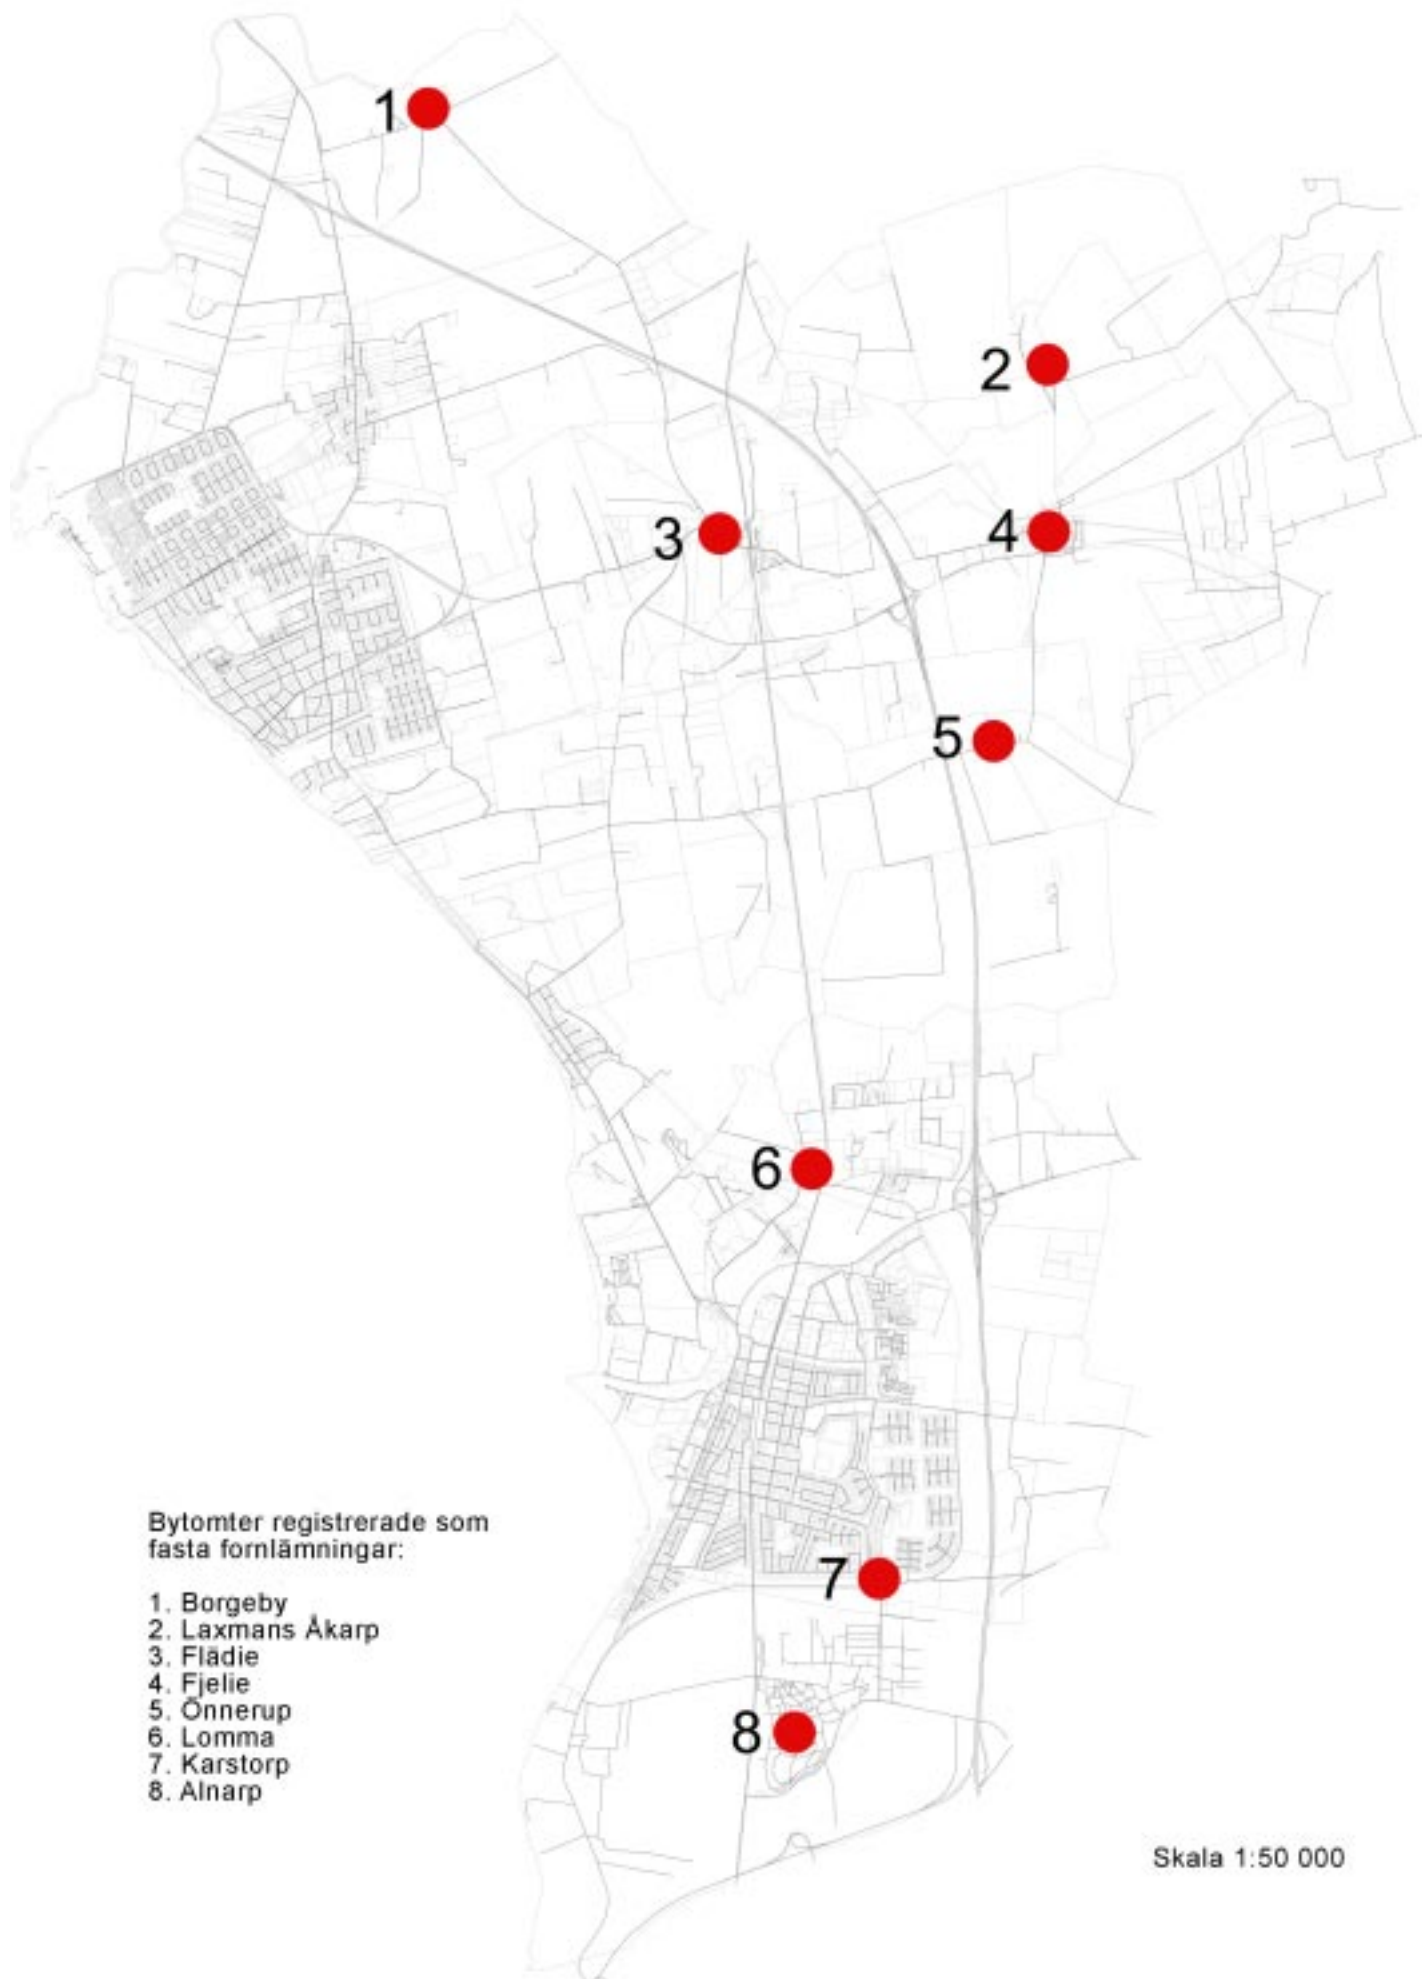 1
2
3
4
5
6
7
8
Bytomter registrerade som
fasta fornlämningar:
1. Borgeby
2. Laxmans Åkarp
3. Flädie
4. Fjelie
5. Önnerup
6. Lomma
7. Karstorp
8. Alnarp
Skala 1:50 000